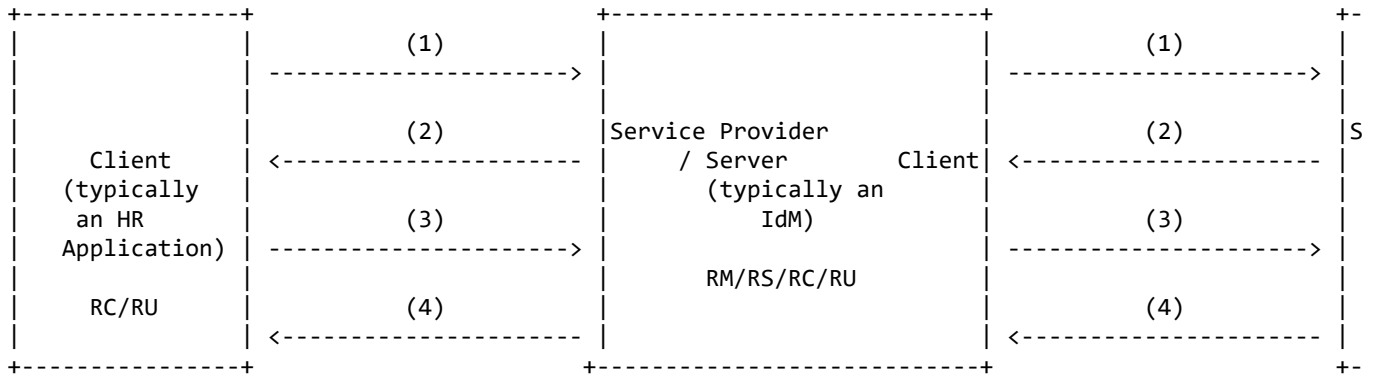 +----------------+ +----------------------------+ +-
| | (1) | | (1) |
| | ----------------------> | | ----------------------> |
| | | | |
| | (2) |Service Provider | (2) |S
| Client | <---------------------- | / Server Client| <---------------------- |
| (typically | | (typically an | |
| an HR | (3) | IdM) | (3) |
| Application) | ----------------------> | | ----------------------> |
| | | RM/RS/RC/RU | |
| RC/RU | (4) | | (4) |
| | <---------------------- | | <---------------------- |
+----------------+ +----------------------------+ +-